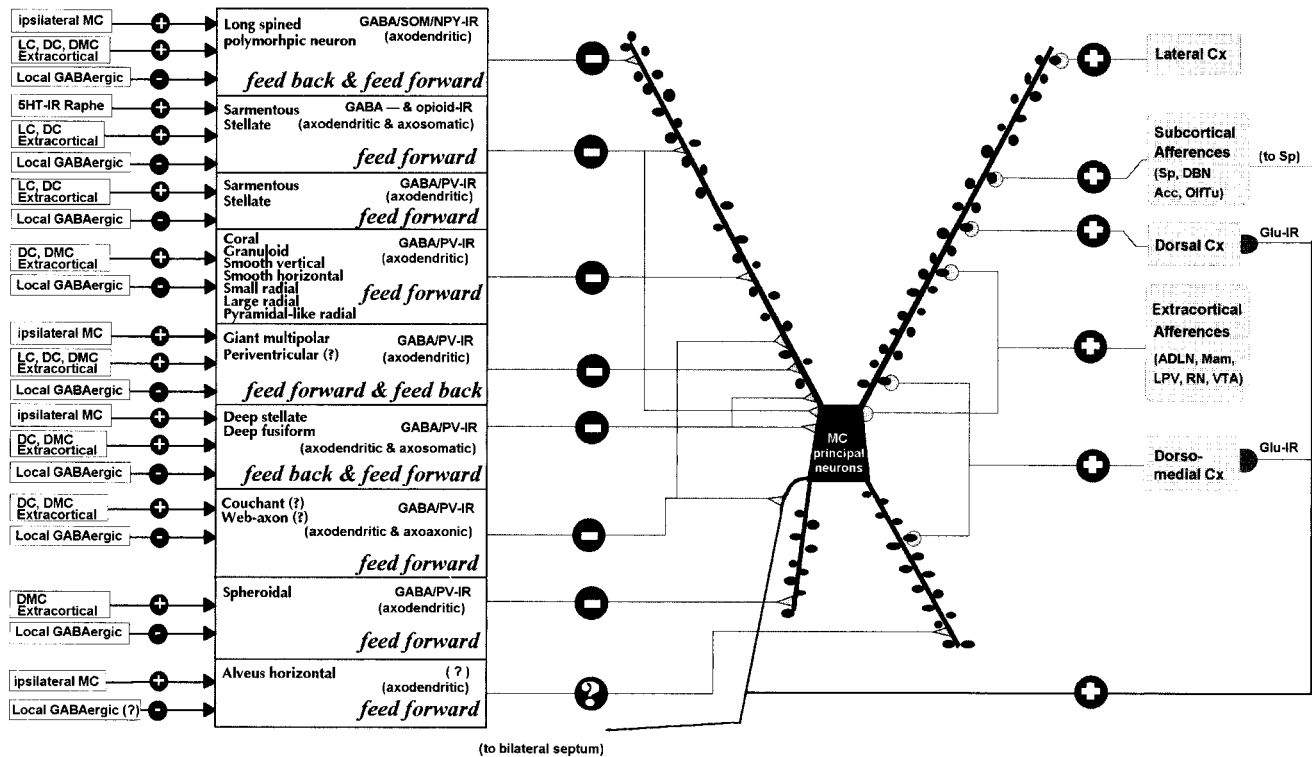 ipsilateral MC
LC, DC, DMC
Extracortical
Local GABAergic
Long spined
polymorhpic neuron
GABA/SOM/NPY-IR
(axodendritic)
feed back & feed forward
5HT-IR Raphe
LC, DC
Extracortical
Local GABAergic
Sarmentous
Stellate
GABA — & opioid-IR
(axodendritic & axosomatic)
feed forward
LC, DC
Extracortical
Local GABAergic
Sarmentous
Stellate
GABA/PV-IR
(axodendritic)
feed forward
DC, DMC
Extracortical
Local GABAergic
Coral
Granuloid
Smooth vertical
Smooth horizontal
Small radial
Large radial
Pyramidal-like radial
GABA/PV-IR
(axodendritic)
feed forward
ipsilateral MC
LC, DC, DMC
Extracortical
Local GABAergic
Giant multipolar
Periventricular (?)
GABA/PV-IR
(axodendritic)
feed forward & feed back
ipsilateral MC
DC, DMC
Extracortical
Local GABAergic
Deep stellate
Deep fusiform
GABA/PV-IR
(axodendritic & axosomatic)
feed back & feed forward
DC, DMC
Extracortical
Local GABAergic
Couchant (?)
Web-axon (?)
GABA/PV-IR
(axodendritic & axoaxonic)
feed forward
DMC
Extracortical
Local GABAergic
Spheroidal
GABA/PV-IR
(axodendritic)
feed forward
ipsilateral MC
Local GABAergic (?)
Alveus horizontal
(?)
(axodendritic)
feed forward
?
(to bilateral septum)
MC
principal
neurons
Lateral Cx
Subcortical
Afferences
(Sp, DBN
Acc, OlfTu)
(to Sp)
Dorsal Cx
Glu-IR
Extracortical
Afferences
(ADLN, Mam,
LPV, RN, VTA)
Dorso-
medial Cx
Glu-IR